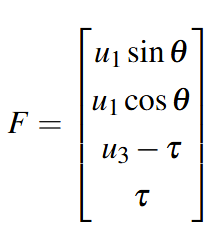 u₁ sin θ
u₁ cos θ
F =
u₃ − τ
τ